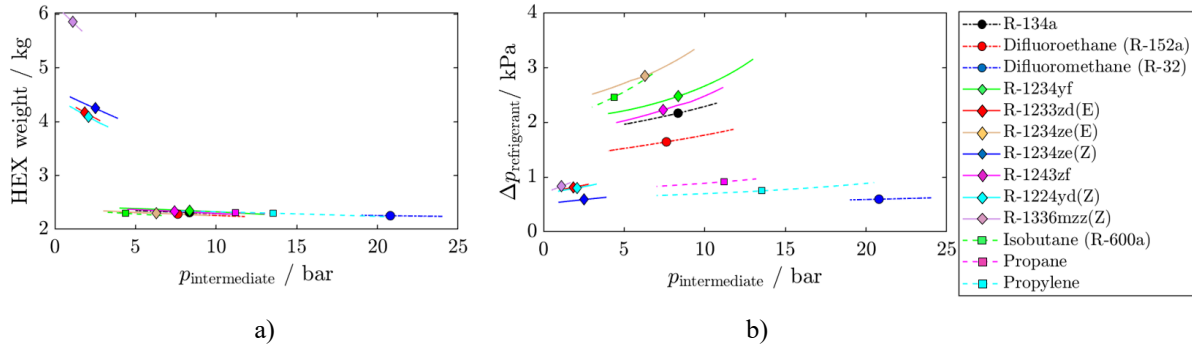 6
5
4
3
2
0
5
10
15
20
25
HEX weight / kg
p_intermediate / bar
a)
4
3
2
1
0
5
10
15
20
25
Δp_refrigerant / kPa
p_intermediate / bar
b)
R-134a
Difluoroethane (R-152a)
Difluoromethane (R-32)
R-1234yf
R-1233zd(E)
R-1234ze(E)
R-1234ze(Z)
R-1243zf
R-1224yd(Z)
R-1336mzz(Z)
Isobutane (R-600a)
Propane
Propylene